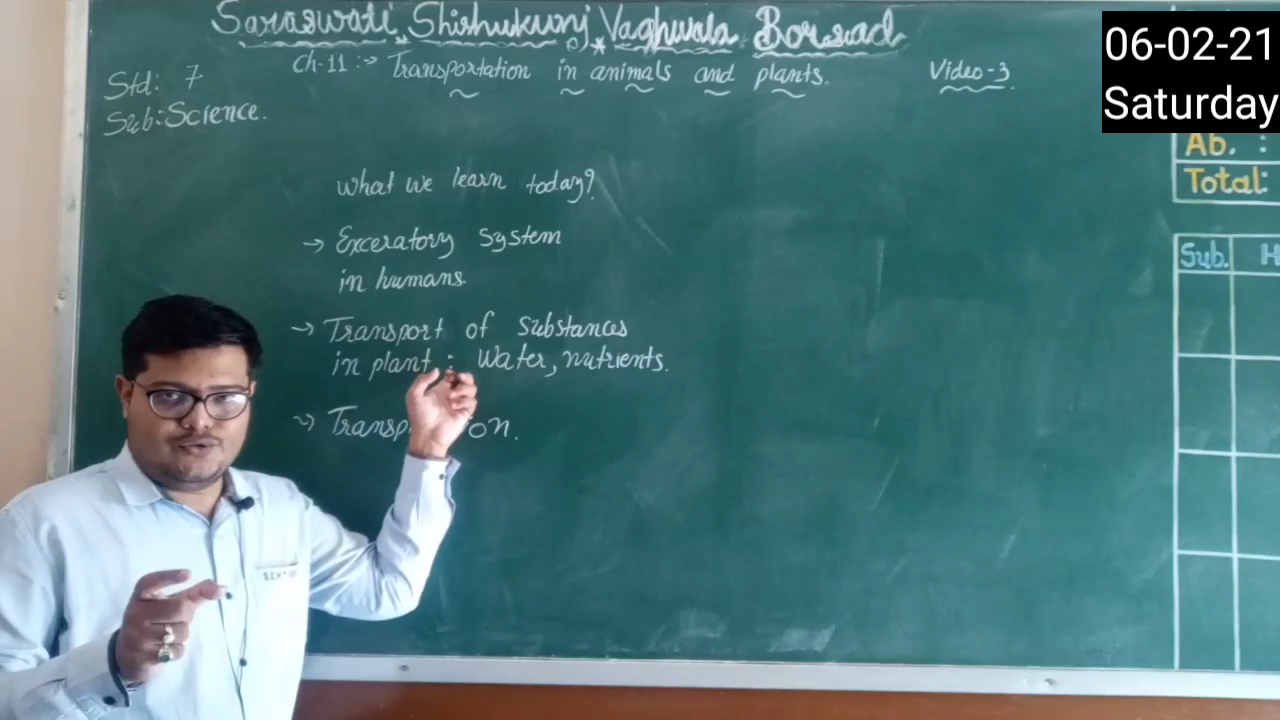 Saraswati Shishukunj Vaghwala Borsad
06-02-21
Saturday
Ch-11 :-> Transportation in animals and plants.
Video-3
Std: 7
Sub: Science.
Ab. :
Total:
What we learn today?
-> Exceratory system
in humans.
-> Transport of substances
in plant : Water, nutrients.
-> Transp on.
Sub. H